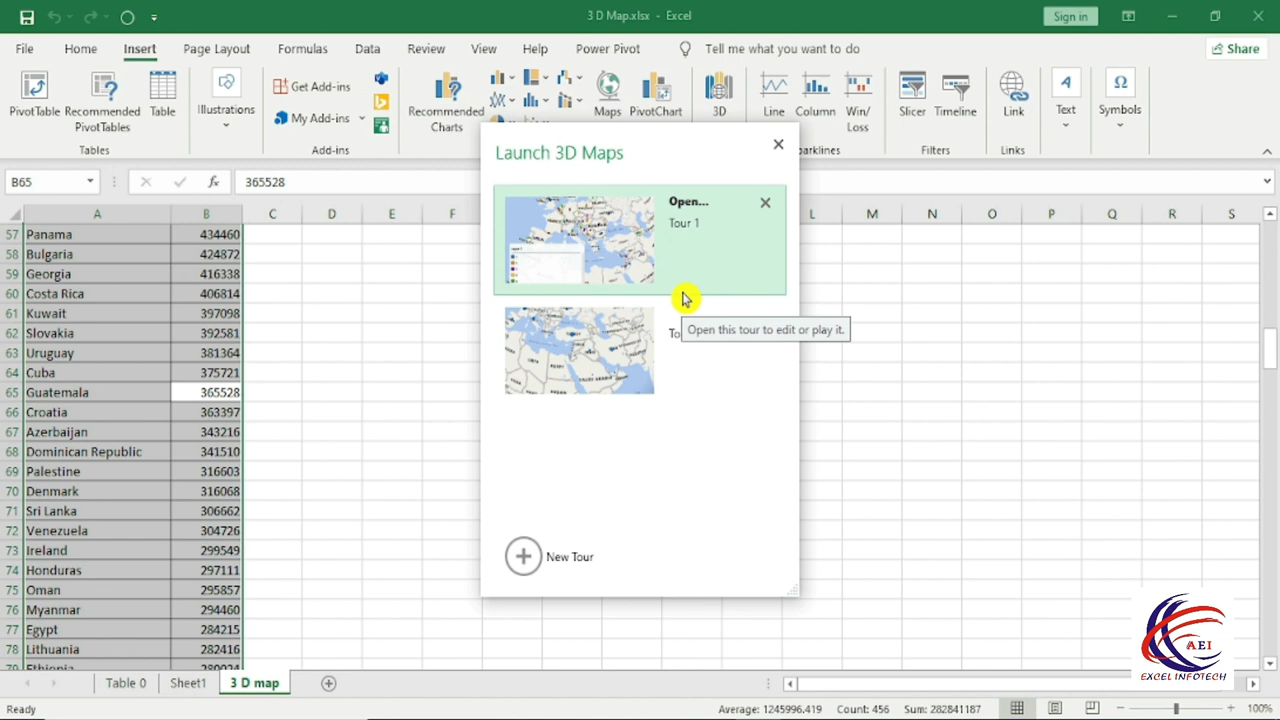 3 D Map.xlsx - Excel
Sign in
File Home Insert Page Layout Formulas Data Review View Help Power Pivot Tell me what you want to do Share
PivotTable Recommended PivotTables Table
Tables
Illustrations
Get Add-ins
My Add-ins
Add-ins
Recommended Charts
Maps PivotChart 3D
Line Column Win/Loss
Slicer Timeline
Filters
Link
Links
Text
Symbols
B65 365528
A B C D E F L M N O P Q R S
57 Panama 434460
58 Bulgaria 424872
59 Georgia 416338
60 Costa Rica 406814
61 Kuwait 397098
62 Slovakia 392581
63 Uruguay 381364
64 Cuba 375721
65 Guatemala 365528
66 Croatia 363397
67 Azerbaijan 343216
68 Dominican Republic 341510
69 Palestine 316603
70 Denmark 316068
71 Sri Lanka 306662
72 Venezuela 304726
73 Ireland 299549
74 Honduras 297111
75 Oman 295857
76 Myanmar 294460
77 Egypt 284215
78 Lithuania 282416
79 Ethiopia 280024
Launch 3D Maps
Open...
Tour 1
To
Open this tour to edit or play it.
New Tour
AEI
EXCEL INFOTECH
Table 0 Sheet1 3 D map
Ready Average: 1245996.419 Count: 456 Sum: 282841187 100%